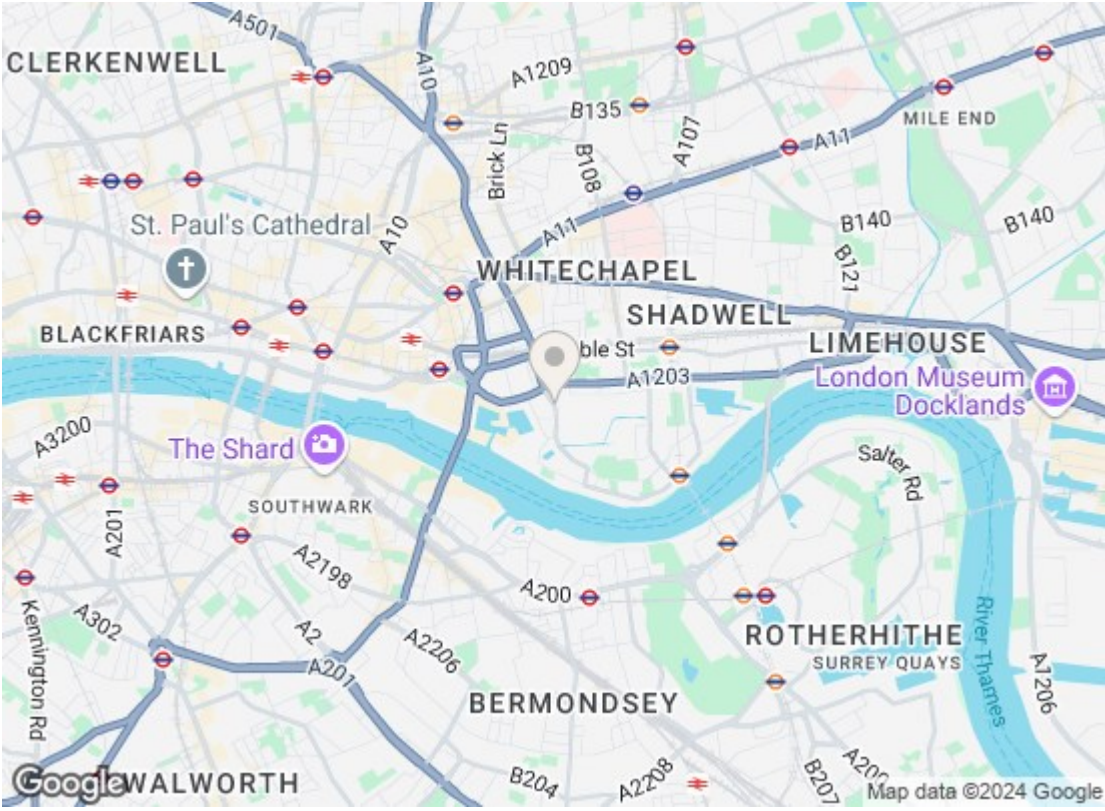 A501
CLERKENWELL
A10
A1209
B135
A107
MILE END
A11
Brick Ln
B108
B140
B140
St. Paul's Cathedral
A10
A11
B121
WHITECHAPEL
SHADWELL
BLACKFRIARS
ble St
LIMEHOUSE
A1203
London Museum
Docklands
A3200
The Shard
Salter Rd
SOUTHWARK
A201
A2198
A200
Kennington Rd
A302
A2
A2206
A201
ROTHERHITHE
SURREY QUAYS
River Thames
A1206
BERMONDSEY
Google
WALWORTH
B204
A2208
B207
A200
Map data ©2024 Google